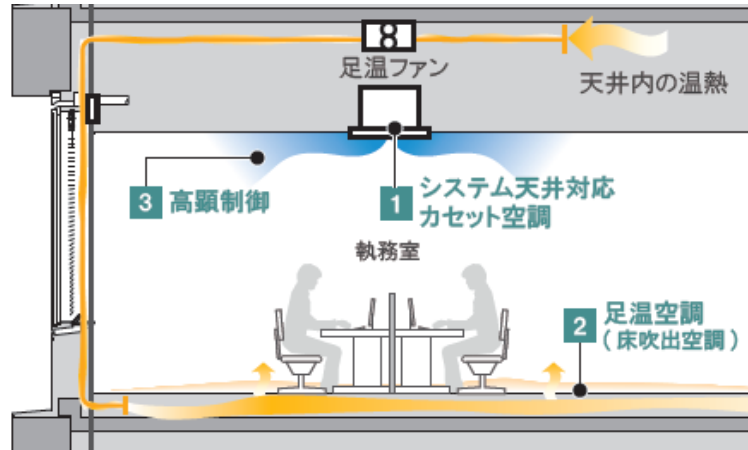 8
足温ファン
天井内の温熱
3 高顕制御
1 システム天井対応
カセット空調
執務室
2 足温空調
(床吹出空調)